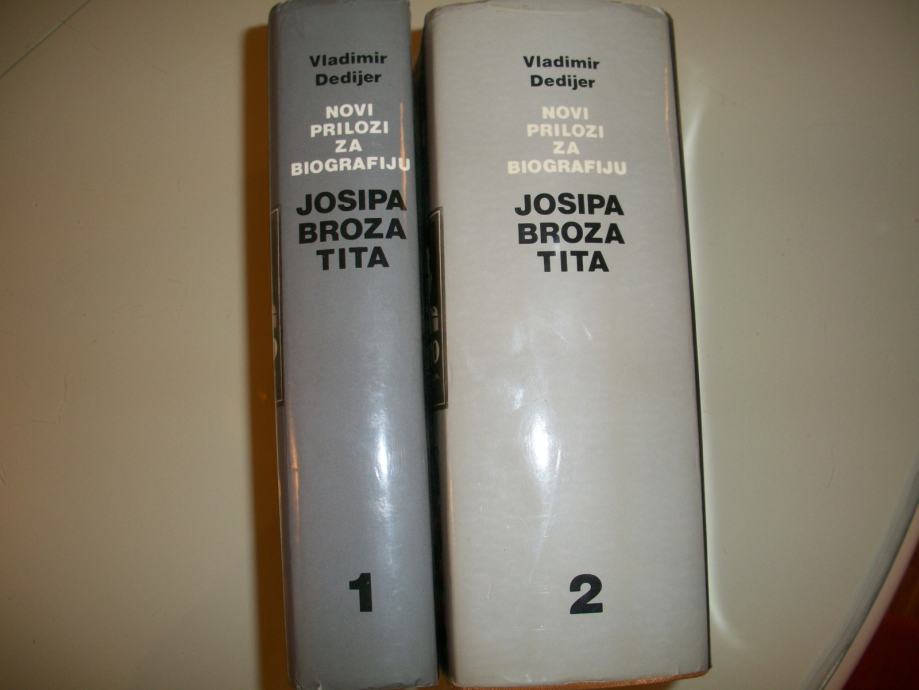 Vladimir
Dedijer
NOVI
PRILOZI
ZA
BIOGRAFIJU
JOSIPA
BROZA
TITA
1
Vladimir
Dedijer
NOVI
PRILOZI
ZA
BIOGRAFIJU
JOSIPA
BROZA
TITA
2